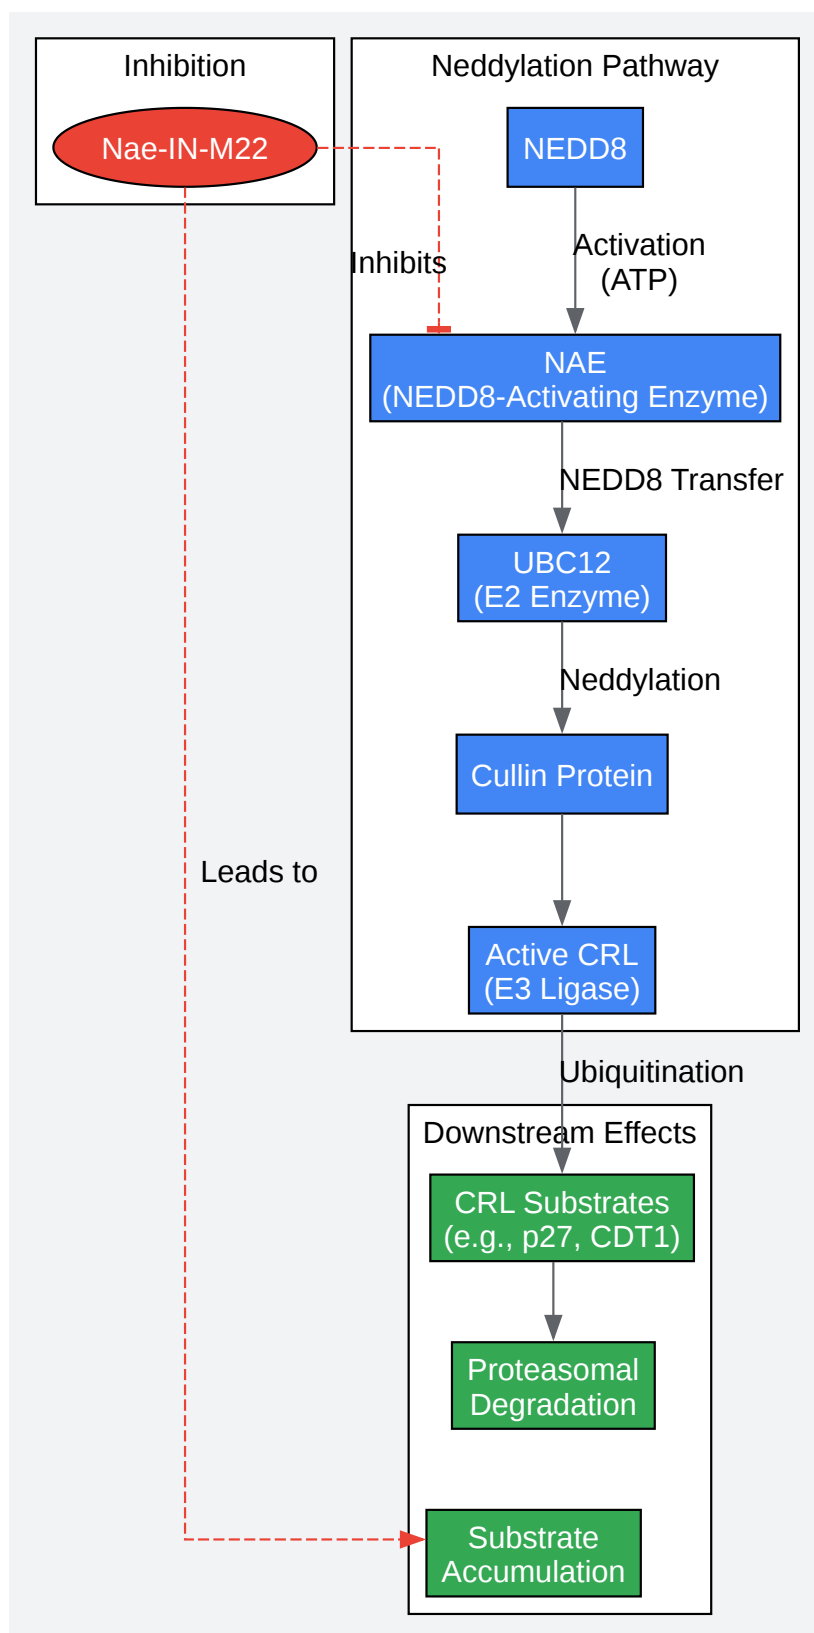 Inhibition
Nae-IN-M22
Neddylation Pathway
NEDD8
Activation
(ATP)
Inhibits
NAE
(NEDD8-Activating Enzyme)
NEDD8 Transfer
UBC12
(E2 Enzyme)
Neddylation
Cullin Protein
Leads to
Active CRL
(E3 Ligase)
Ubiquitination
Downstream Effects
CRL Substrates
(e.g., p27, CDT1)
Proteasomal
Degradation
Substrate
Accumulation